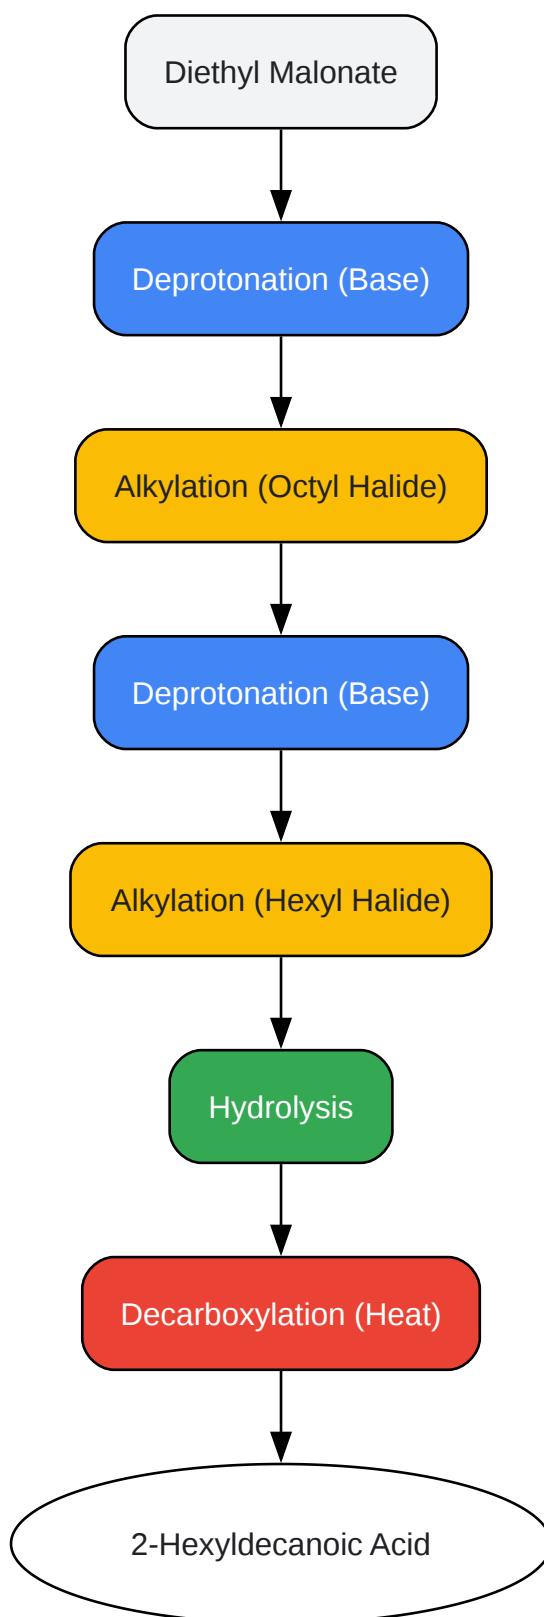 Diethyl Malonate
Deprotonation (Base)
Alkylation (Octyl Halide)
Deprotonation (Base)
Alkylation (Hexyl Halide)
Hydrolysis
Decarboxylation (Heat)
2-Hexyldecanoic Acid